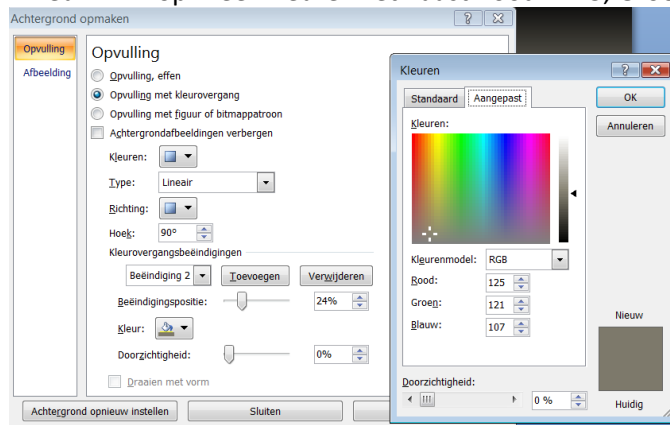 Achtergrond opmaken
Opvulling
Afbeelding
Opvulling
Opvulling, effen
Opvulling met kleurovergang
Opvulling met figuur of bitmappatroon
Achtergrondafbeeldingen verbergen
Kleuren:
Type: Lineair
Richting:
Hoek: 90°
Kleurovergangsbeëindigingen
Beëindiging 2 Toevoegen Verwijderen
Beëindigingspositie: 24%
Kleur:
Doorzichtigheid: 0%
Draaien met vorm
Achtergrond opnieuw instellen Sluiten
Kleuren
Standaard Aangepast
OK
Annuleren
Kleuren:
Kleurenmodel: RGB
Rood: 125
Groen: 121
Blauw: 107
Doorzichtigheid:
0 %
Nieuw
Huidig